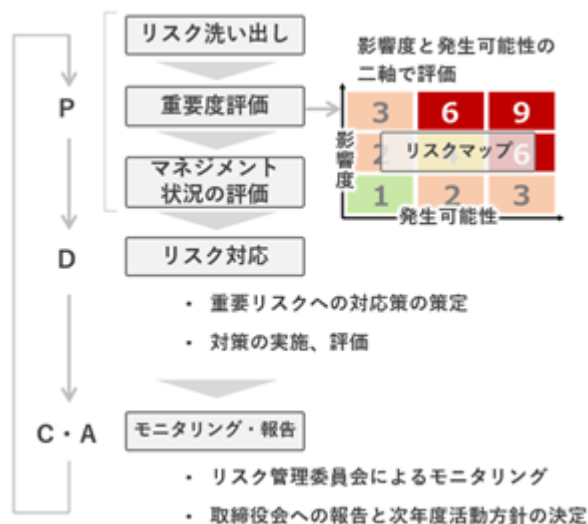 リスク洗い出し
影響度と発生可能性の
二軸で評価
P
重要度評価
3 6 9
影響度
2 4 6
リスクマップ
1 2 3
発生可能性
マネジメント
状況の評価
D
リスク対応
・ 重要リスクへの対応策の策定
・ 対策の実施、評価
C・A
モニタリング・報告
・ リスク管理委員会によるモニタリング
・ 取締役会への報告と次年度活動方針の決定